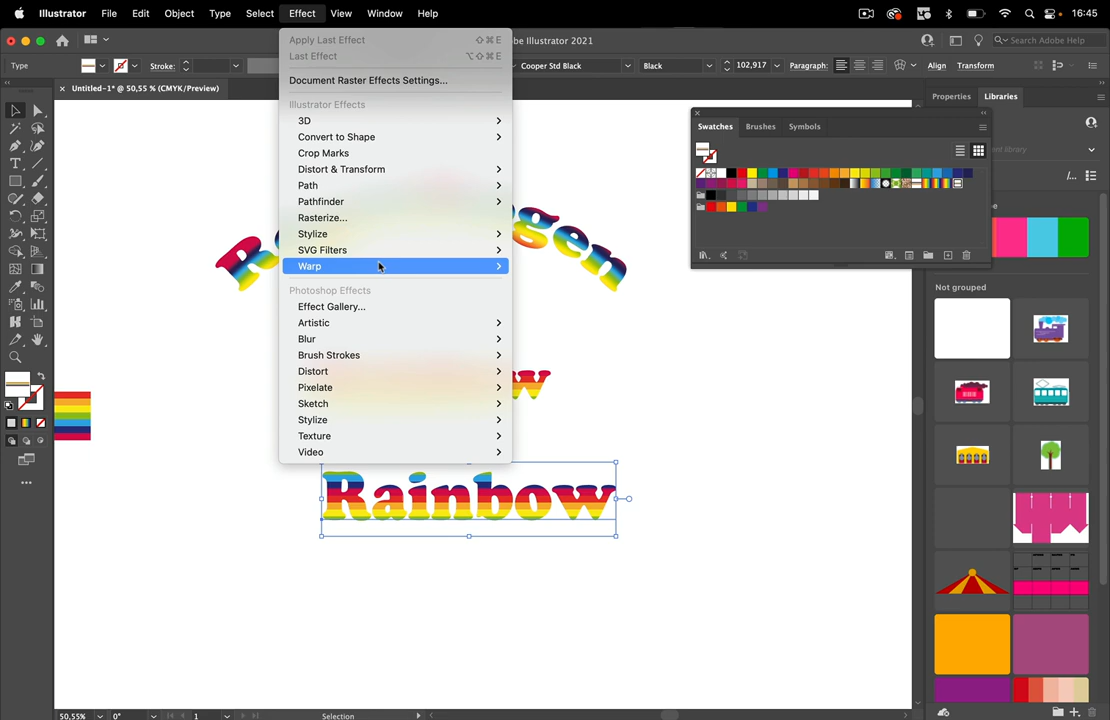 Illustrator File Edit Object Type Select Effect View Window Help 16:45
Adobe Illustrator 2021
Search Adobe Help
Type
Stroke:
Cooper Std Black
Black
102,917
Paragraph:
Align
Transform
Untitled-1* @ 50,55 % (CMYK/Preview)
Apply Last Effect ⇧⌘E
Last Effect ⌥⇧⌘E
Document Raster Effects Settings...
Illustrator Effects
3D
Convert to Shape
Crop Marks
Distort & Transform
Path
Pathfinder
Rasterize...
Stylize
SVG Filters
Warp
Photoshop Effects
Effect Gallery...
Artistic
Blur
Brush Strokes
Distort
Pixelate
Sketch
Stylize
Texture
Video
Swatches Brushes Symbols
Properties Libraries
Not grouped
Rainbow
50,55%
0°
1
Selection